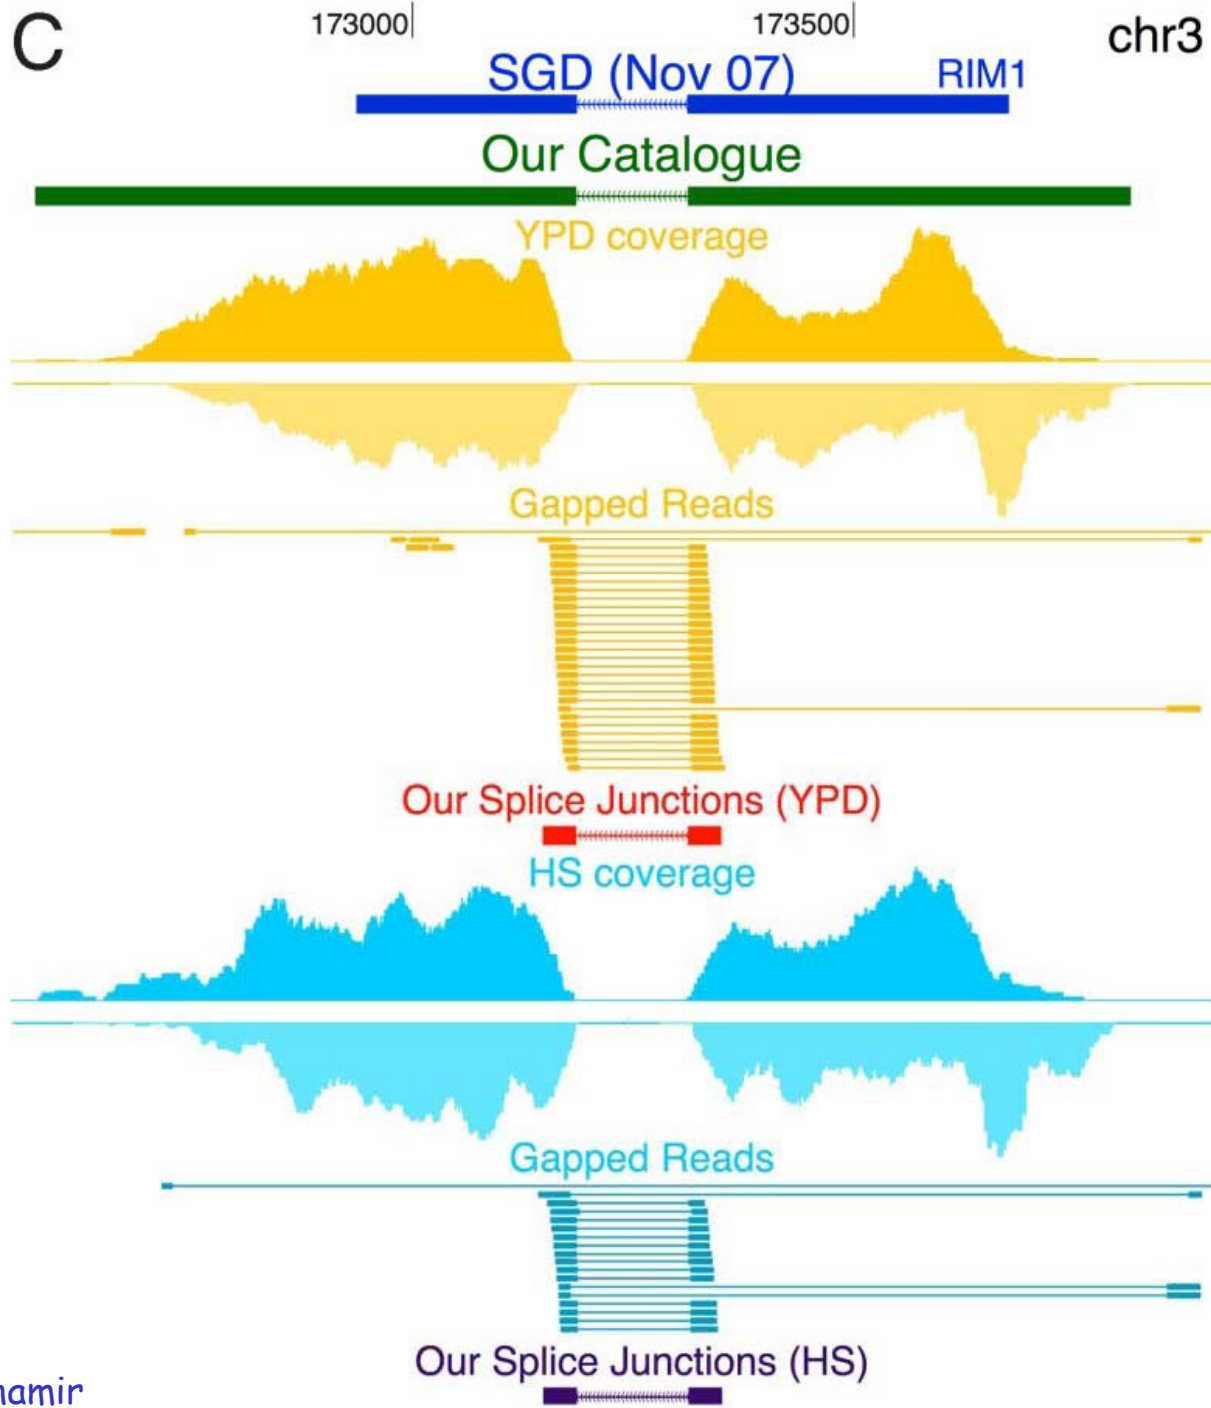 C 173000 173500 chr3
SGD (Nov 07) RIM1
Our Catalogue
YPD coverage
Gapped Reads
Our Splice Junctions (YPD)
HS coverage
Gapped Reads
Our Splice Junctions (HS)